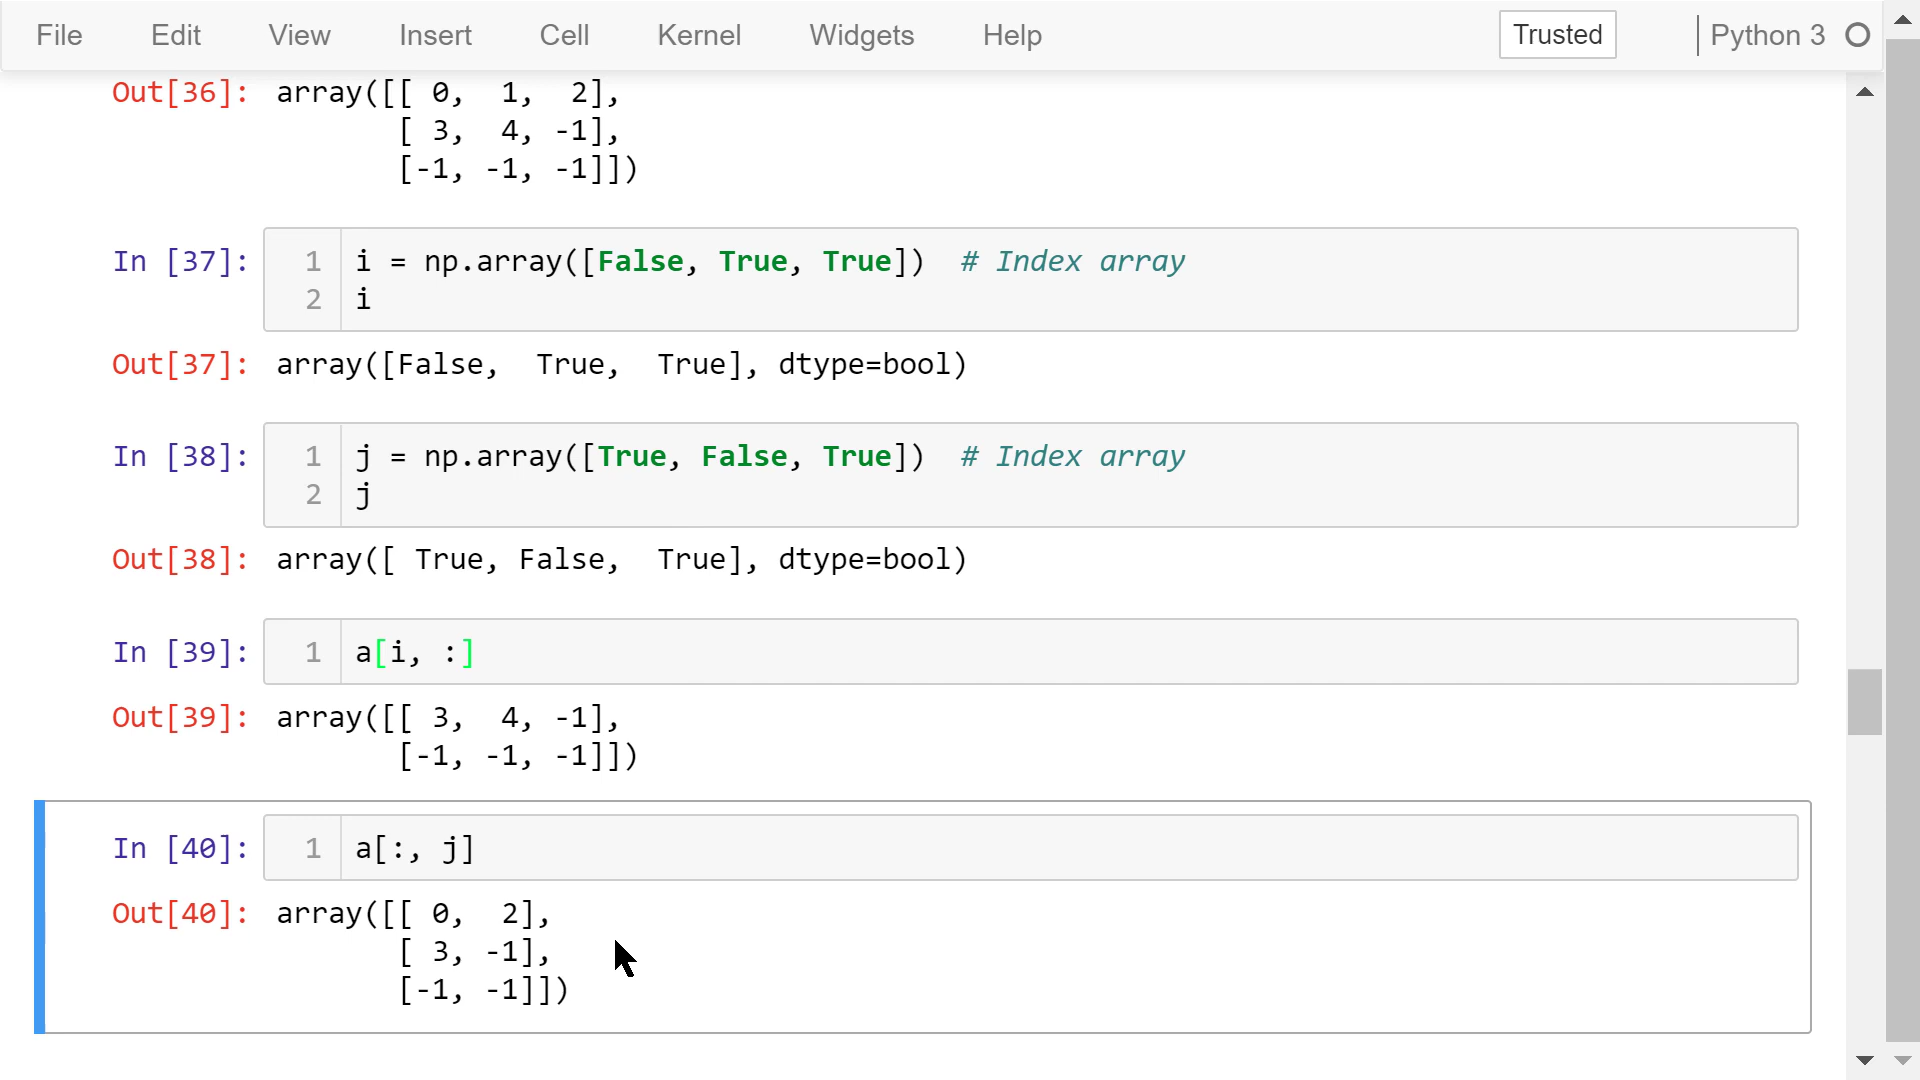 File Edit View Insert Cell Kernel Widgets Help Trusted Python 3
Out[36]: array([[ 0,  1,  2],
[ 3,  4, -1],
[-1, -1, -1]])
In [37]: 1 i = np.array([False, True, True])  # Index array
2 i
Out[37]: array([False,  True,  True], dtype=bool)
In [38]: 1 j = np.array([True, False, True])  # Index array
2 j
Out[38]: array([ True, False,  True], dtype=bool)
In [39]: 1 a[i, :]
Out[39]: array([[ 3,  4, -1],
[-1, -1, -1]])
In [40]: 1 a[:, j]
Out[40]: array([[ 0,  2],
[ 3, -1],
[-1, -1]])